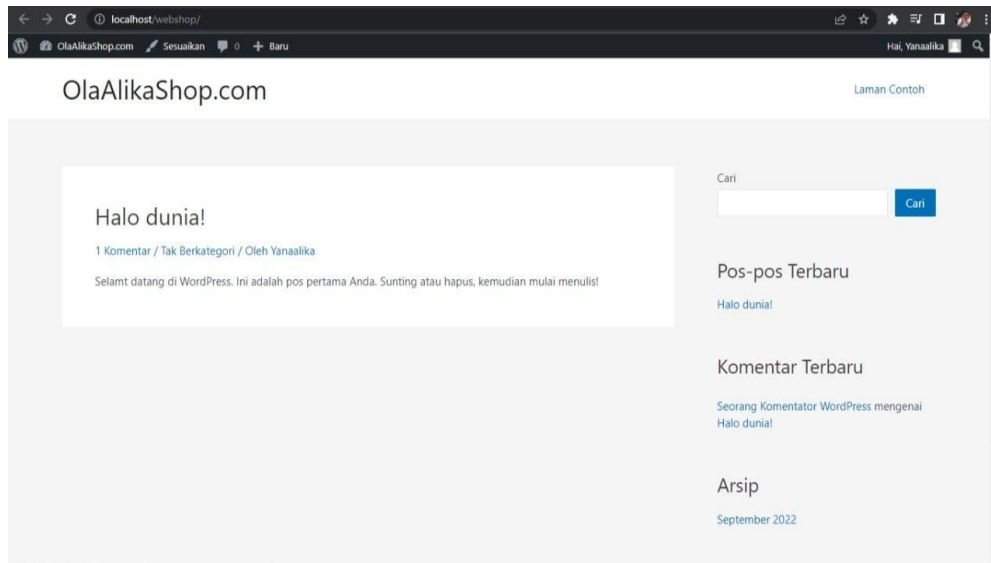 localhost/webshop/
OlaAlikaShop.com Sesuaikan 0 + Baru Hai, Yanaalika
OlaAlikaShop.com Laman Contoh
Halo dunia!
1 Komentar / Tak Berkategori / Oleh Yanaalika
Selamt datang di WordPress. Ini adalah pos pertama Anda. Sunting atau hapus, kemudian mulai menulis!
Cari
Cari
Pos-pos Terbaru
Halo dunia!
Komentar Terbaru
Seorang Komentator WordPress mengenai
Halo dunia!
Arsip
September 2022